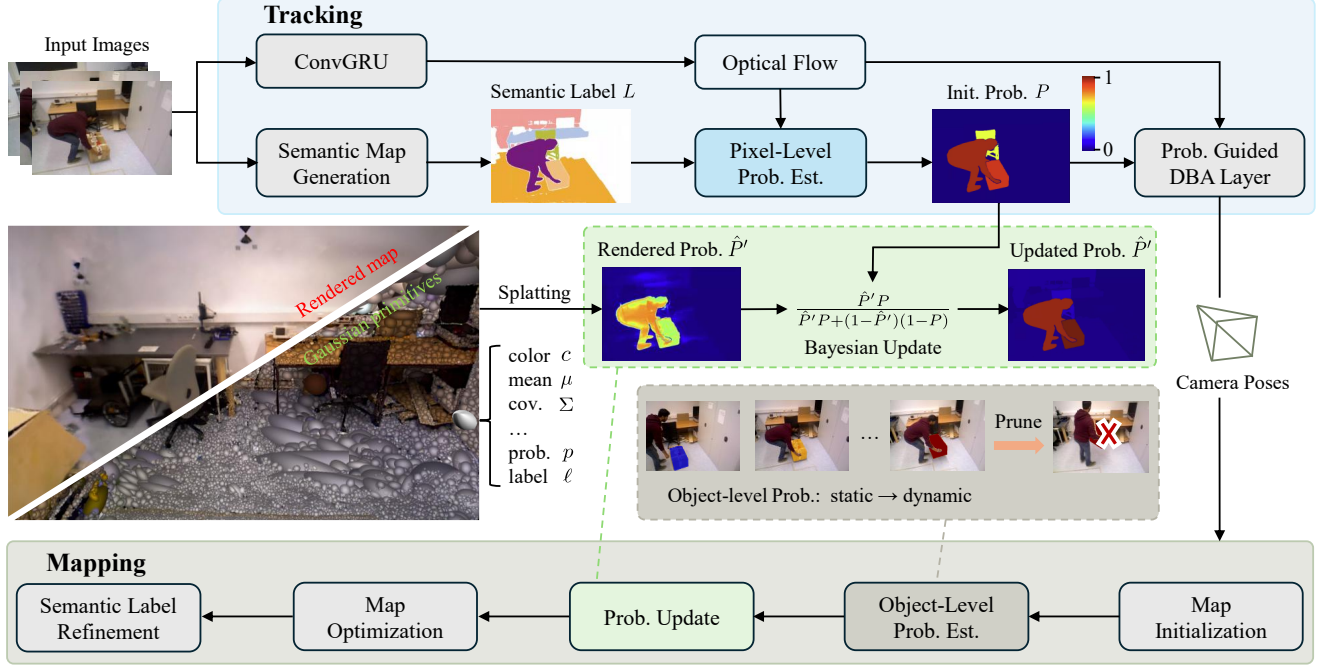 Tracking
Input Images
ConvGRU
Optical Flow
Semantic Label L
Init. Prob. P
1
0
Semantic Map
Generation
Pixel-Level
Prob. Est.
Prob. Guided
DBA Layer
Rendered map
Gaussian primitives
Splatting
color c
mean μ
cov. Σ
...
prob. p
label ℓ
Rendered Prob. P̂′
Updated Prob. P̂′
P̂′P
P̂′P+(1−P̂′)(1−P)
Bayesian Update
Camera Poses
...
Prune
X
Object-level Prob.: static → dynamic
Mapping
Semantic Label
Refinement
Map
Optimization
Prob. Update
Object-Level
Prob. Est.
Map
Initialization